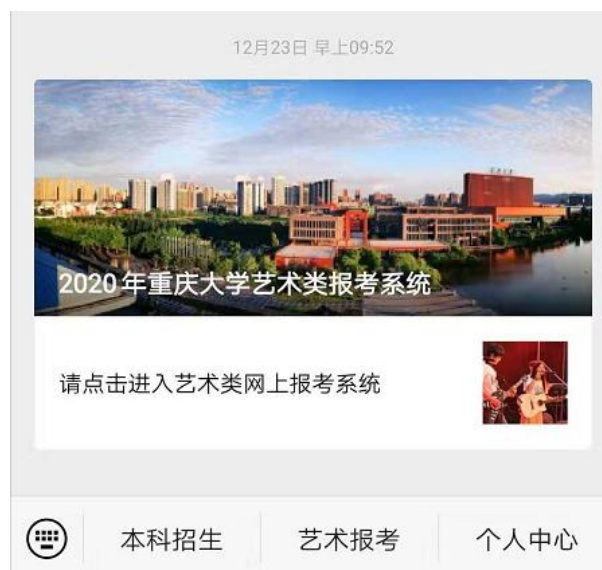 12月23日 早上09:52
2020年重庆大学艺术类报考系统
请点击进入艺术类网上报考系统
本科招生
艺术报考
个人中心